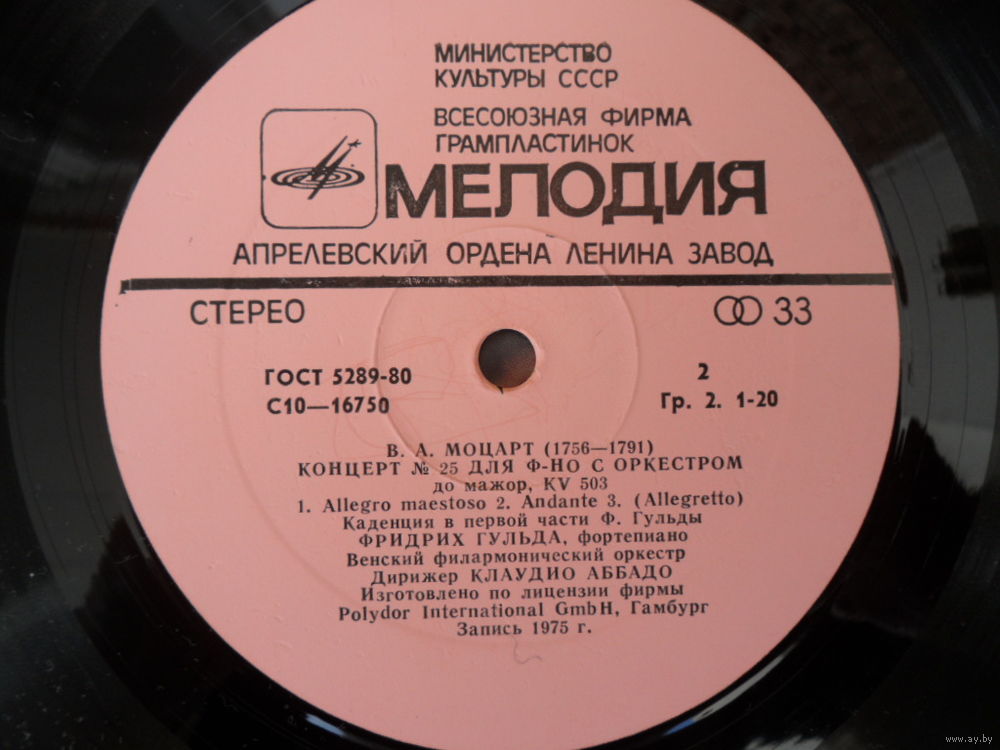 МИНИСТЕРСТВО
КУЛЬТУРЫ СССР
ВСЕСОЮЗНАЯ ФИРМА
ГРАМПЛАСТИНОК
МЕЛОДИЯ
АПРЕЛЕВСКИЙ ОРДЕНА ЛЕНИНА ЗАВОД
СТЕРЕО 33
ГОСТ 5289-80 2
С10—16750 Гр. 2. 1-20
В. А. МОЦАРТ (1756—1791)
КОНЦЕРТ № 25 ДЛЯ Ф-НО С ОРКЕСТРОМ
до мажор, KV 503
1. Allegro maestoso 2. Andante 3. (Allegretto)
Каденция в первой части Ф. Гульды
ФРИДРИХ ГУЛЬДА, фортепиано
Венский филармонический оркестр
Дирижер КЛАУДИО АББАДО
Изготовлено по лицензии фирмы
Polydor International GmbH, Гамбург
Запись 1975 г.
www.ay.by